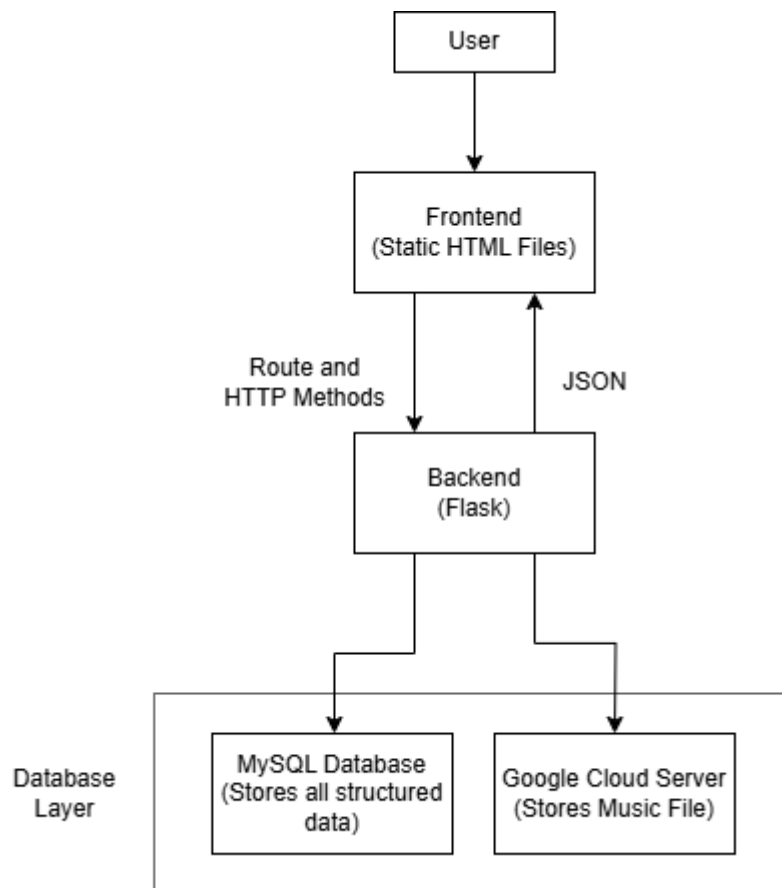 User
Frontend
(Static HTML Files)
Route and
HTTP Methods
JSON
Backend
(Flask)
Database
Layer
MySQL Database
(Stores all structured
data)
Google Cloud Server
(Stores Music File)